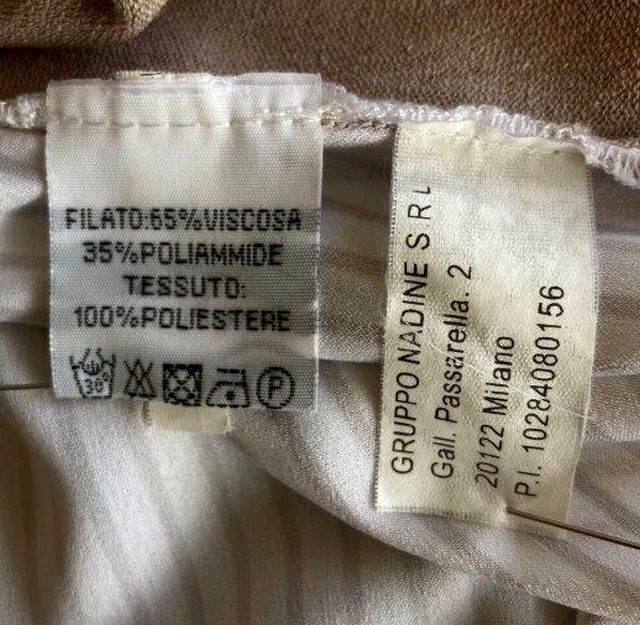 FILATO:65%VISCOSA
35%POLIAMMIDE
TESSUTO:
100%POLIESTERE
30°
P
GRUPPO NADINE S R L
Gall. Passarella. 2
20122 Milano
P.I. 10284080156